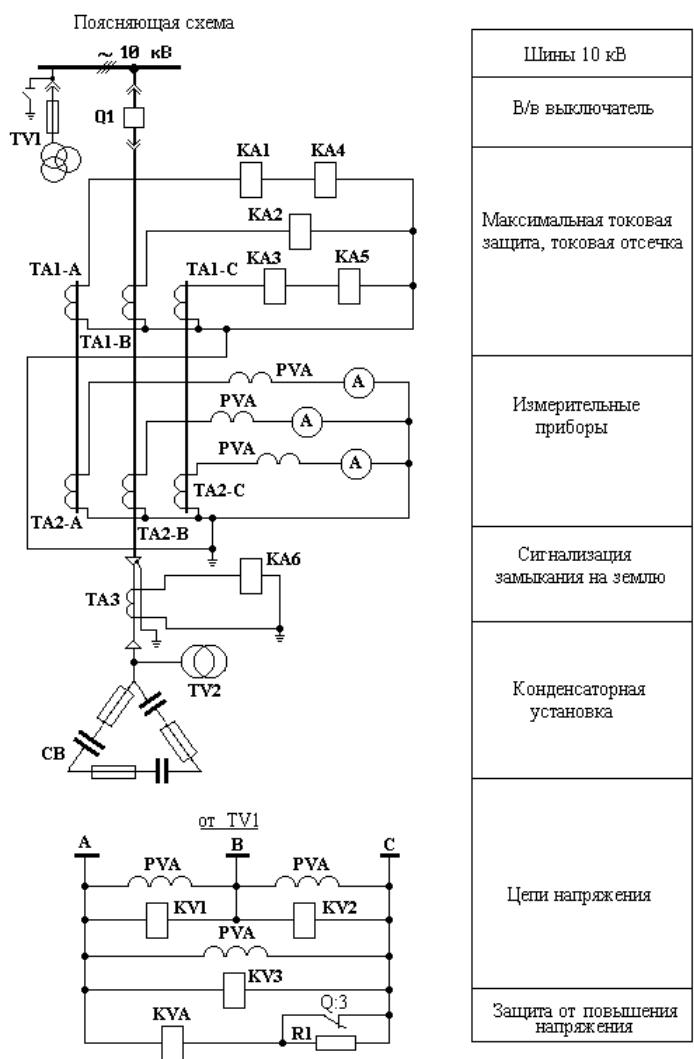 Поясняющая схема
~ 10 кВ
Шины 10 кВ
Q1
В/в выключатель
TV1
KA1
KA4
KA2
Максимальная токовая
защита, токовая отсечка
TA1-A
TA1-C
KA3
KA5
TA1-B
PVA
A
PVA
A
Измерительные
приборы
PVA
A
TA2-C
TA2-A
TA2-B
KA6
Сигнализация
замыкания на землю
TA3
TV2
Конденсаторная
установка
CB
от TV1
A
B
C
PVA
PVA
KV1
KV2
Цепи напряжения
PVA
KV3
Q:3
KVA
R1
Защита от повышения
напряжения